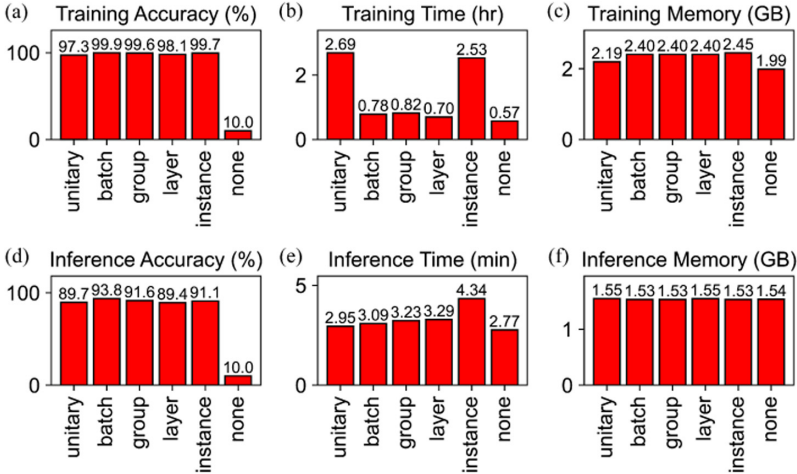 (a) Training Accuracy (%)
100
0
97.3 99.9 99.6 98.1 99.7 10.0
unitary batch group layer instance none
(b) Training Time (hr)
2
0
2.69 0.78 0.82 0.70 2.53 0.57
unitary batch group layer instance none
(c) Training Memory (GB)
2
0
2.19 2.40 2.40 2.40 2.45 1.99
unitary batch group layer instance none
(d) Inference Accuracy (%)
100
0
89.7 93.8 91.6 89.4 91.1 10.0
unitary batch group layer instance none
(e) Inference Time (min)
5
0
2.95 3.09 3.23 3.29 4.34 2.77
unitary batch group layer instance none
(f) Inference Memory (GB)
1
0
1.55 1.53 1.53 1.55 1.53 1.54
unitary batch group layer instance none